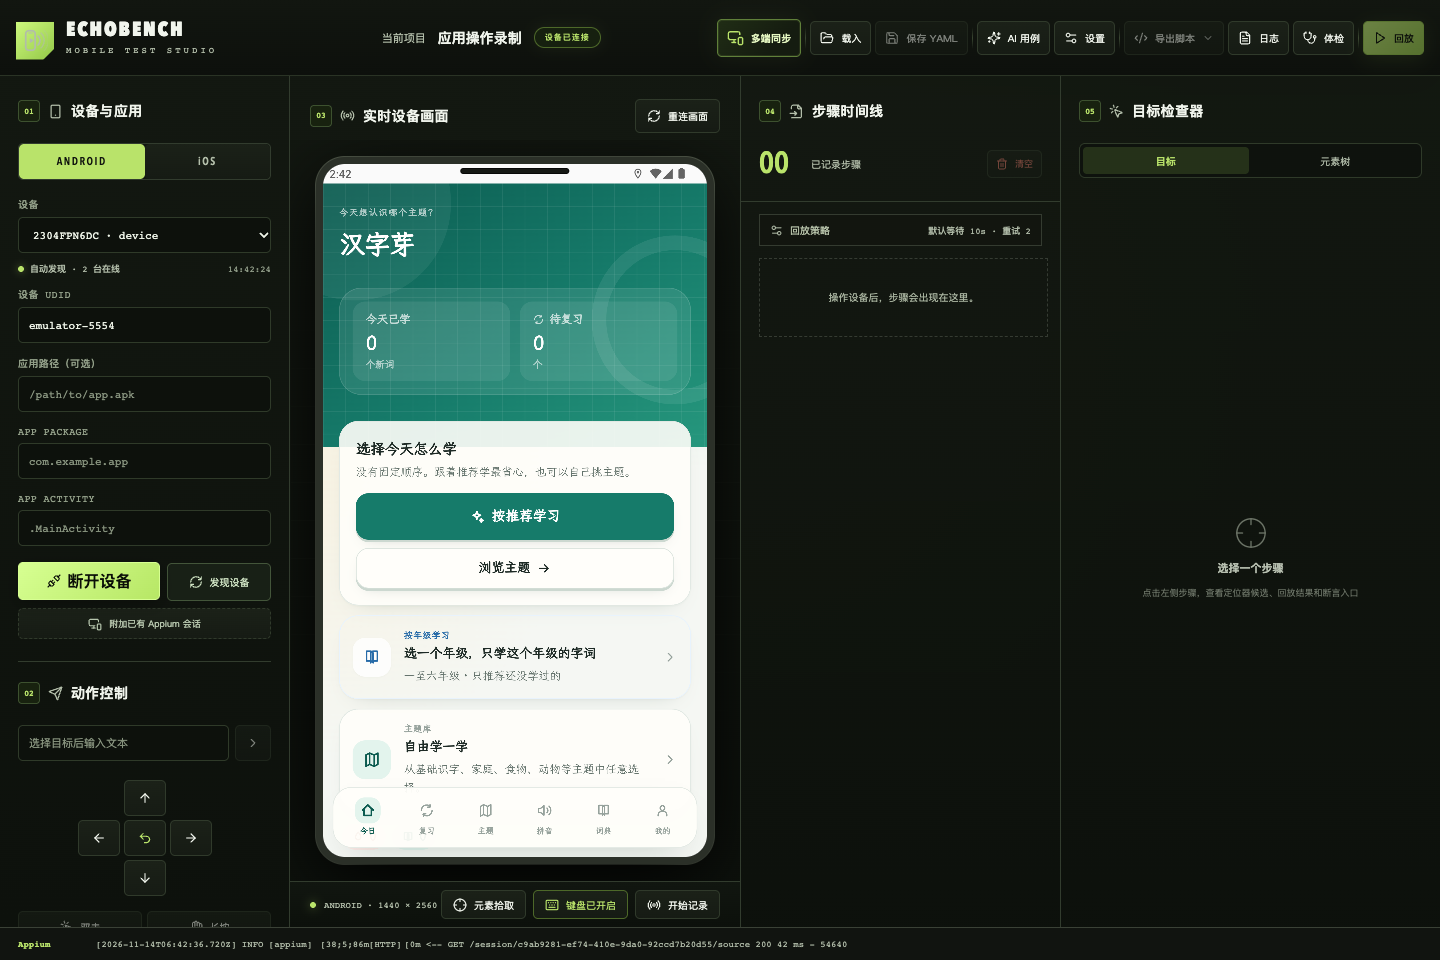 ECHOBENCH
MOBILE TEST STUDIO
当前项目 应用操作录制 设备已连接
多端同步 载入 保存 YAML AI 用例 设置 导出脚本 日志 体检 回放
01 设备与应用
ANDROID iOS
设备
2304FPN6DC · device
自动发现 · 2 台在线 14:42:24
设备 UDID
emulator-5554
应用路径 (可选)
/path/to/app.apk
APP PACKAGE
com.example.app
APP ACTIVITY
.MainActivity
断开设备 发现设备
附加已有 Appium 会话
02 动作控制
选择目标后输入文本
03 实时设备画面 重连画面
2:42
今天想认识哪个主题?
汉字芽
今天已学
0
个新词
待复习
0
个
选择今天怎么学
没有固定顺序。跟着推荐学最省心，也可以自己挑主题。
按推荐学习
浏览主题 →
按年级学习
选一个年级，只学这个年级的字词
一至六年级·只推荐还没学过的
主题库
自由学一学
从基础识字、家庭、食物、动物等主题中任意选
今日 复习 主题 拼音 词典 我的
ANDROID · 1440 × 2560 元素拾取 键盘已开启 开始记录
04 步骤时间线
00 已记录步骤 清空
回放策略 默认等待 10s · 重试 2
操作设备后，步骤会出现在这里。
05 目标检查器
目标 元素树
选择一个步骤
点击左侧步骤，查看定位器候选、回放结果和断言入口
Appium [2026-11-14T06:42:36.720Z] INFO [appium] [38;5;86m[HTTP][0m <-- GET /session/c9ab9281-ef74-410e-9da0-92ccd7b20d55/source 200 42 ms - 54640